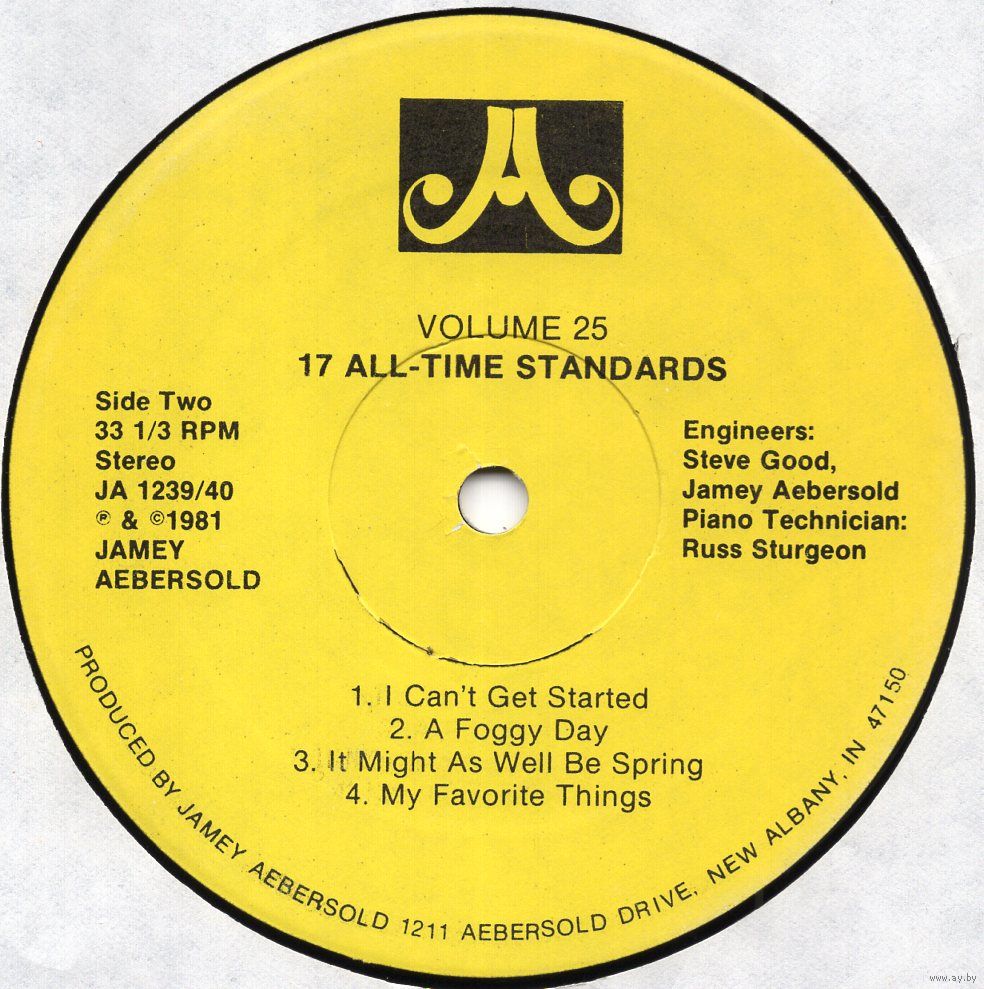 VOLUME 25
17 ALL-TIME STANDARDS
Side Two
33 1/3 RPM
Stereo
JA 1239/40
℗ & ©1981
JAMEY
AEBERSOLD
Engineers:
Steve Good,
Jamey Aebersold
Piano Technician:
Russ Sturgeon
1. I Can't Get Started
2. A Foggy Day
3. It Might As Well Be Spring
4. My Favorite Things
PRODUCED BY JAMEY AEBERSOLD 1211 AEBERSOLD DRIVE, NEW ALBANY, IN 47150
www.ay.by